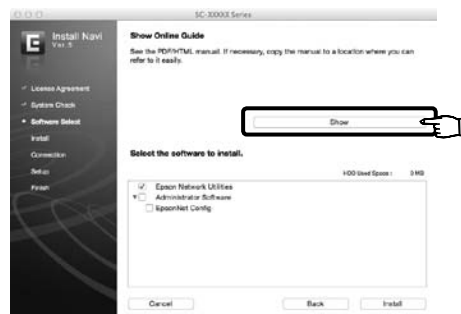 SC-XXXXX Series
Install Navi
Ver.5
Show Online Guide
See the PDF/HTML manual. If necessary, copy the manual to a location where you can
refer to it easily.
License Agreement
System Check
Software Select
Install
Connection
Setup
Finish
Show
Select the software to install.
HDD Used Space : 3 MB
Epson Network Utilities
Administrator Software
EpsonNet Config
Cancel
Back
Install